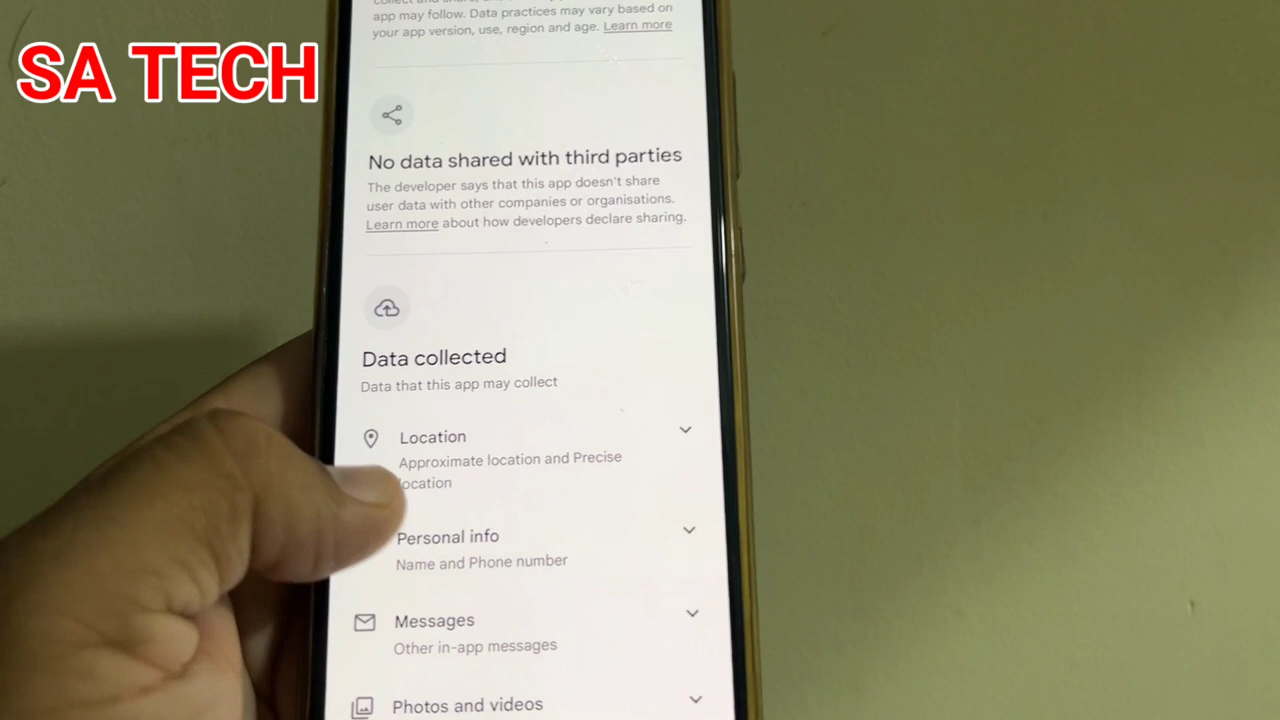 SA TECH
app may follow. Data practices may vary based on
your app version, use, region and age. Learn more
No data shared with third parties
The developer says that this app doesn't share
user data with other companies or organisations.
Learn more about how developers declare sharing.
Data collected
Data that this app may collect
Location
Approximate location and Precise
location
Personal info
Name and Phone number
Messages
Other in-app messages
Photos and videos